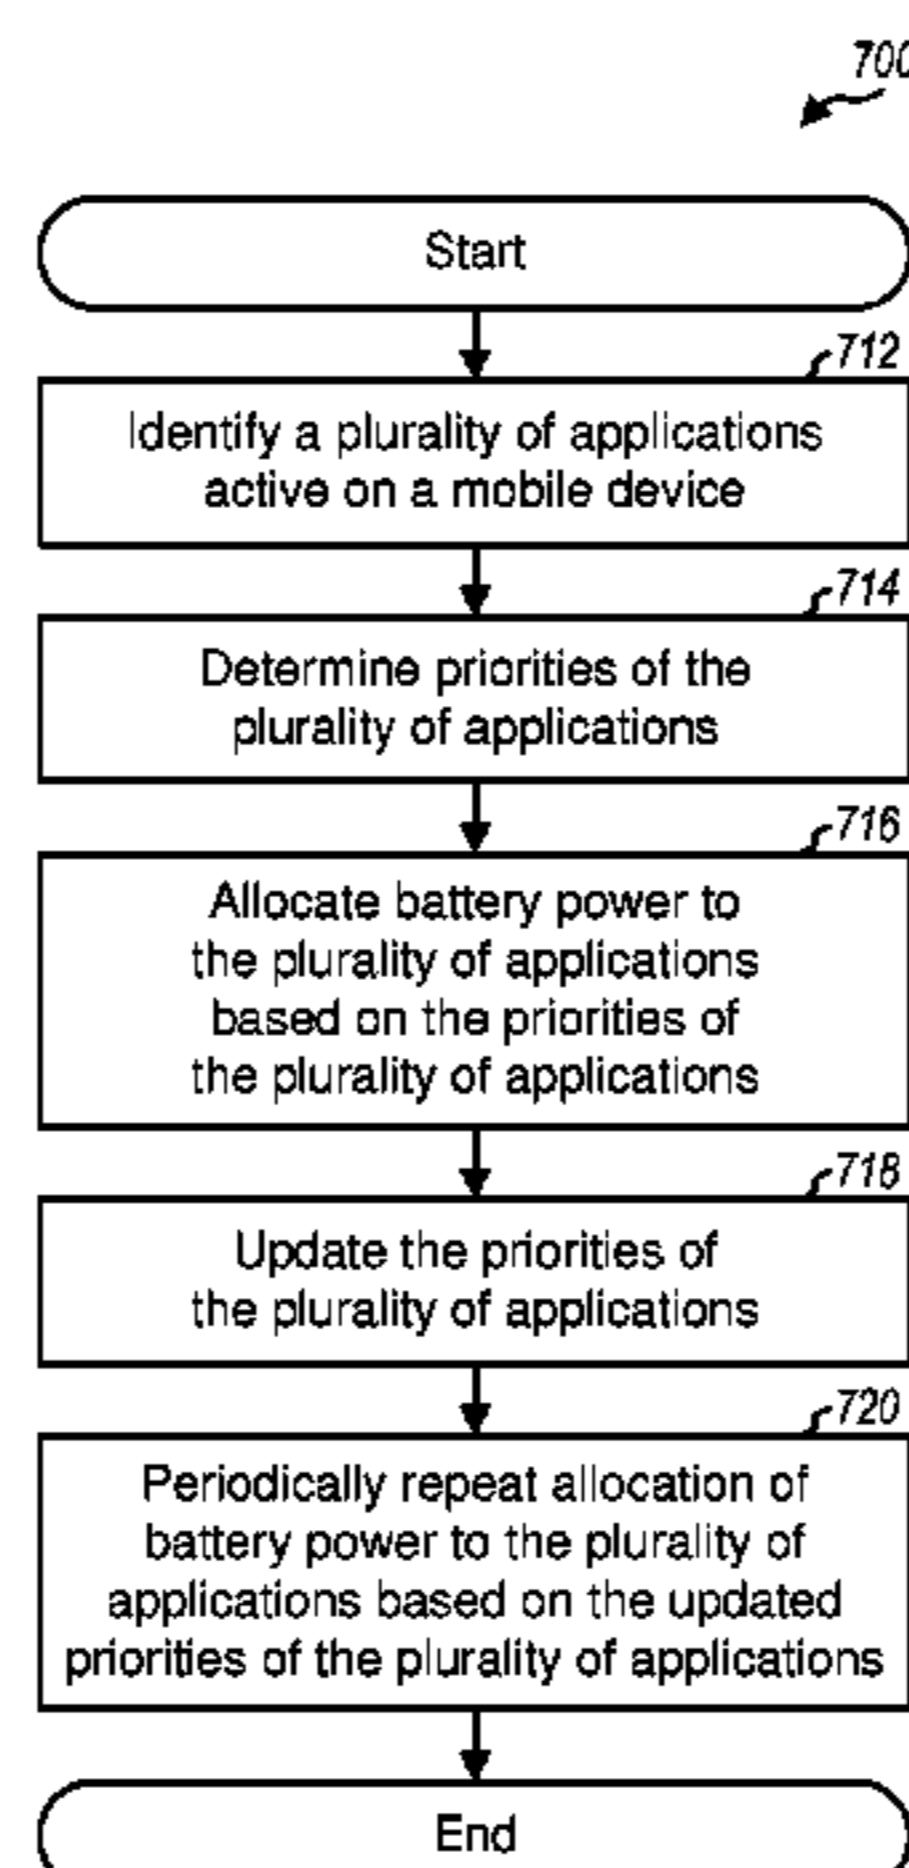 700
Start
712
Identify a plurality of applications
active on a mobile device
714
Determine priorities of the
plurality of applications
716
Allocate battery power to
the plurality of applications
based on the priorities of
the plurality of applications
718
Update the priorities of
the plurality of applications
720
Periodically repeat allocation of
battery power to the plurality of
applications based on the updated
priorities of the plurality of applications
End